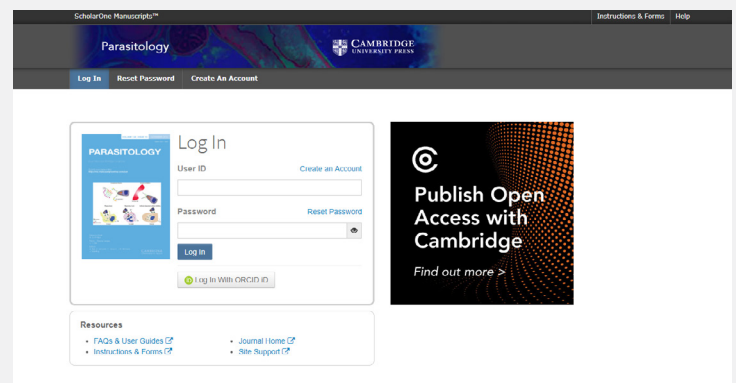 ScholarOne Manuscripts™
Instructions & Forms Help
Parasitology
CAMBRIDGE
UNIVERSITY PRESS
Log In Reset Password Create An Account
PARASITOLOGY
Log In
User ID Create an Account
Password Reset Password
Log In
Log In With ORCID iD
Publish Open
Access with
Cambridge
Find out more >
Resources
• FAQs & User Guides
• Instructions & Forms
• Journal Home
• Site Support